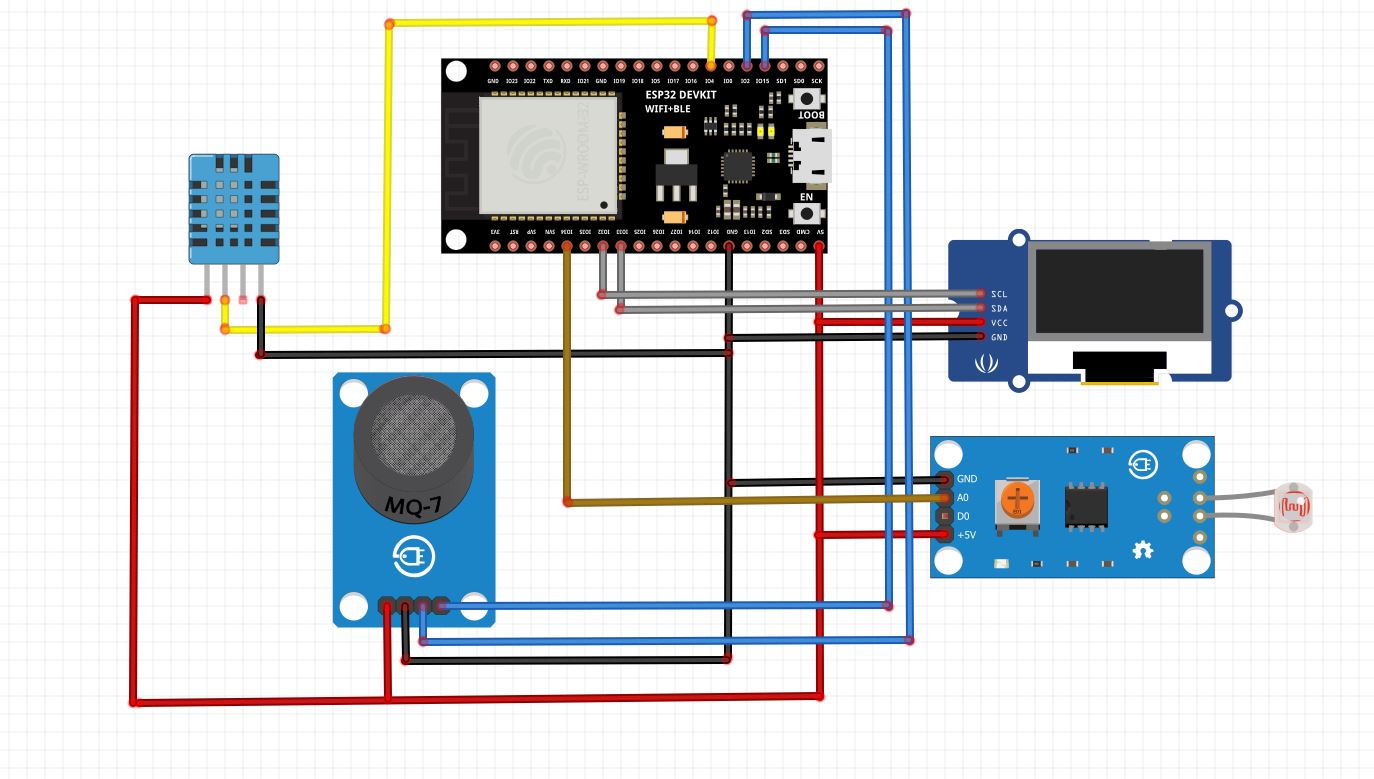 GND IO23 IO22 TXD RXD IO21 GND IO19 IO18 IO5 IO17 IO16 IO4 IO0 IO2 IO15 SD1 SD0 SCK
ESP32 DEVKIT
WIFI+BLE
BOOT
ESP-WROOM-32
EN
3V3 RST SVP SVN IO34 IO35 IO32 IO33 IO25 IO26 IO27 IO14 IO12 GND IO13 SD2 SD3 CMD 5V
SCL
SDA
VCC
GND
MQ-7
GND
A0
D0
+5V